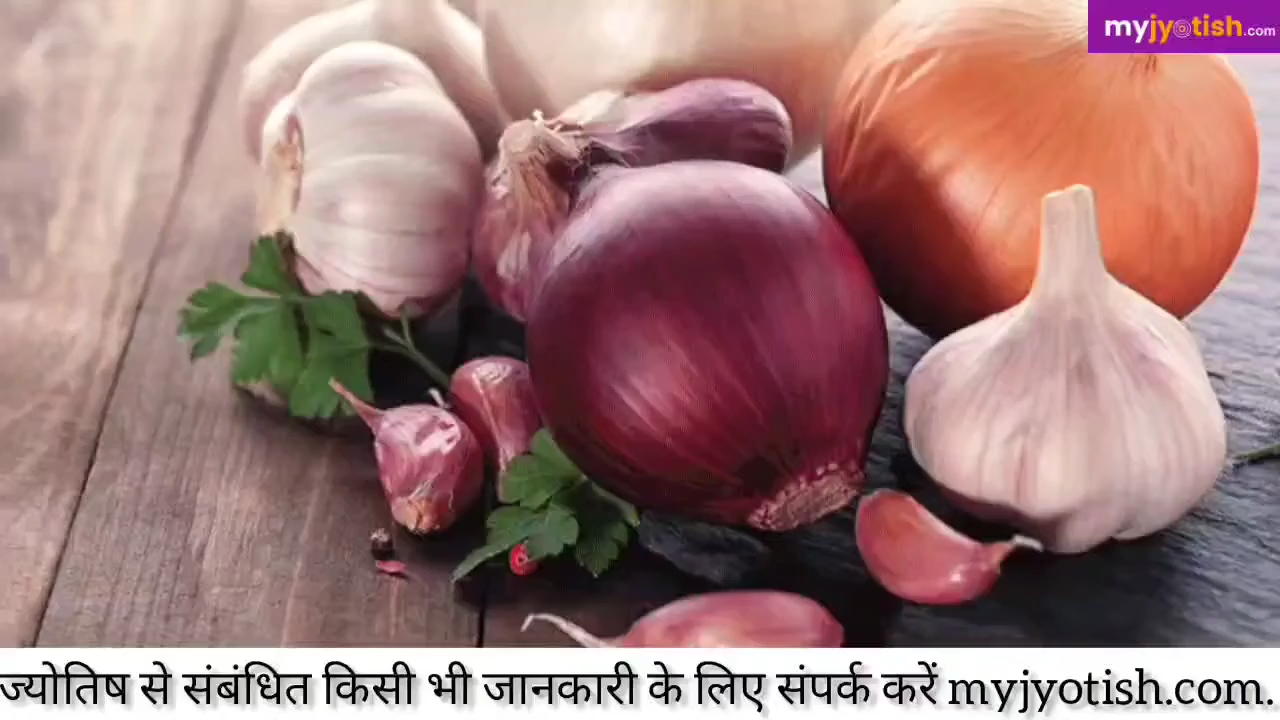 myjyotish.com
ज्योतिष से संबंधित किसी भी जानकारी के लिए संपर्क करें myjyotish.com.